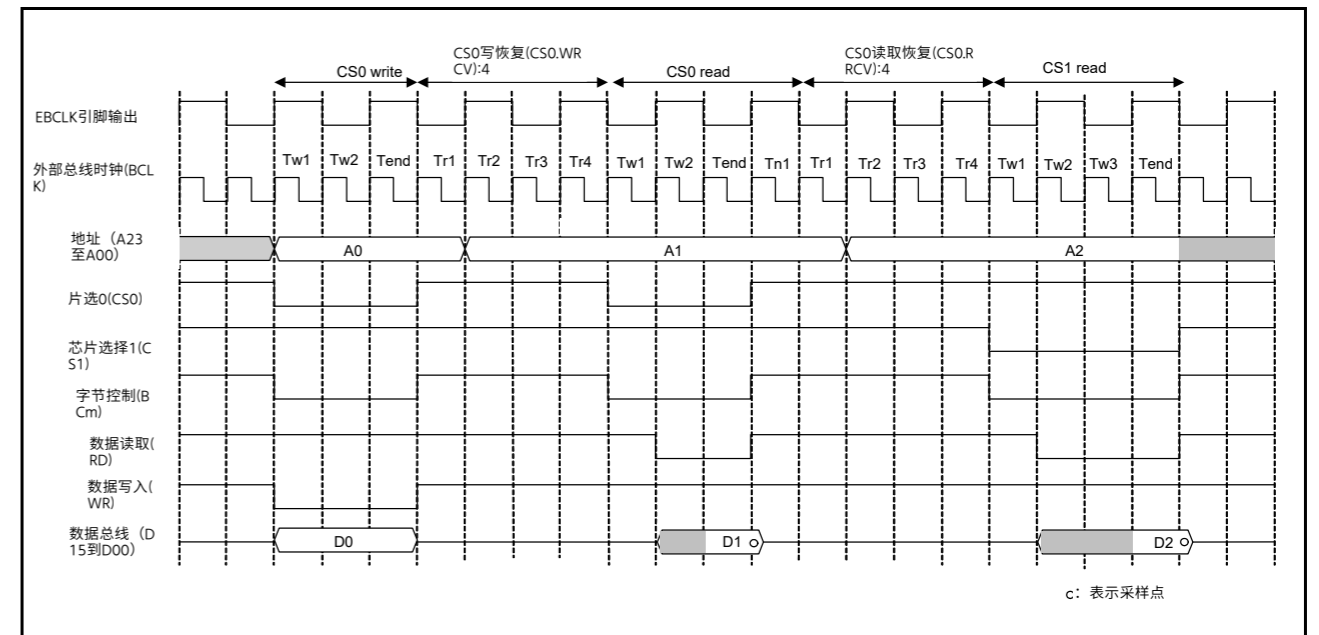 CS0写恢复(CS0.WR
CV):4
CS0读取恢复(CS0.R
RCV):4
CS0 write
CS0 read
CS1 read
EBCLK引脚输出
Tw1 Tw2 Tend Tr1 Tr2 Tr3 Tr4 Tw1 Tw2 Tend Tn1 Tr1 Tr2 Tr3 Tr4 Tw1 Tw2 Tw3 Tend
外部总线时钟(BCL
K)
地址（A23
至A00）
A0 A1 A2
片选0(CS0)
芯片选择1(C
S1)
字节控制(B
Cm)
数据读取(
RD)
数据写入(
WR)
数据总线（D
15到D00）
D0 D1 D2
c：表示采样点